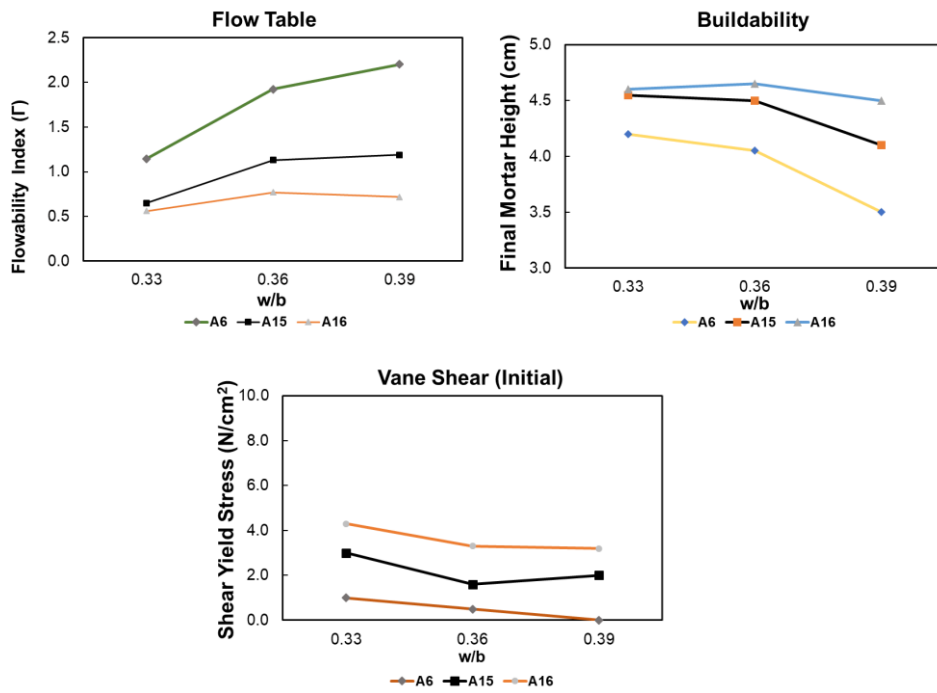 Flow Table
Flowability Index (Γ)
2.5
2.0
1.5
1.0
0.5
0.0
0.33 0.36 0.39
w/b
A6 A15 A16
Buildability
Final Mortar Height (cm)
5.0
4.5
4.0
3.5
3.0
0.33 0.36 0.39
w/b
A6 A15 A16
Vane Shear (Initial)
Shear Yield Stress (N/cm²)
10.0
8.0
6.0
4.0
2.0
0.0
0.33 0.36 0.39
w/b
A6 A15 A16